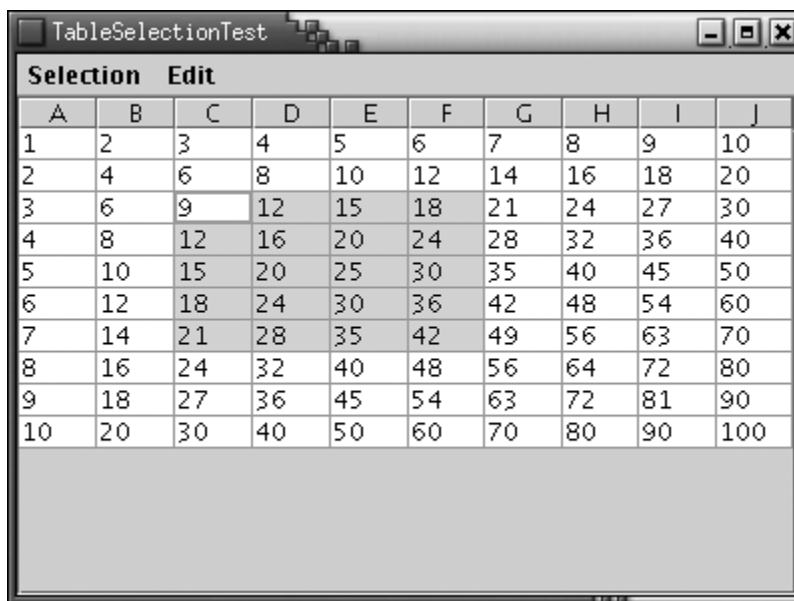 TableSelectionTest
Selection Edit
A B C D E F G H I J
1 2 3 4 5 6 7 8 9 10
2 4 6 8 10 12 14 16 18 20
3 6 9 12 15 18 21 24 27 30
4 8 12 16 20 24 28 32 36 40
5 10 15 20 25 30 35 40 45 50
6 12 18 24 30 36 42 48 54 60
7 14 21 28 35 42 49 56 63 70
8 16 24 32 40 48 56 64 72 80
9 18 27 36 45 54 63 72 81 90
10 20 30 40 50 60 70 80 90 100